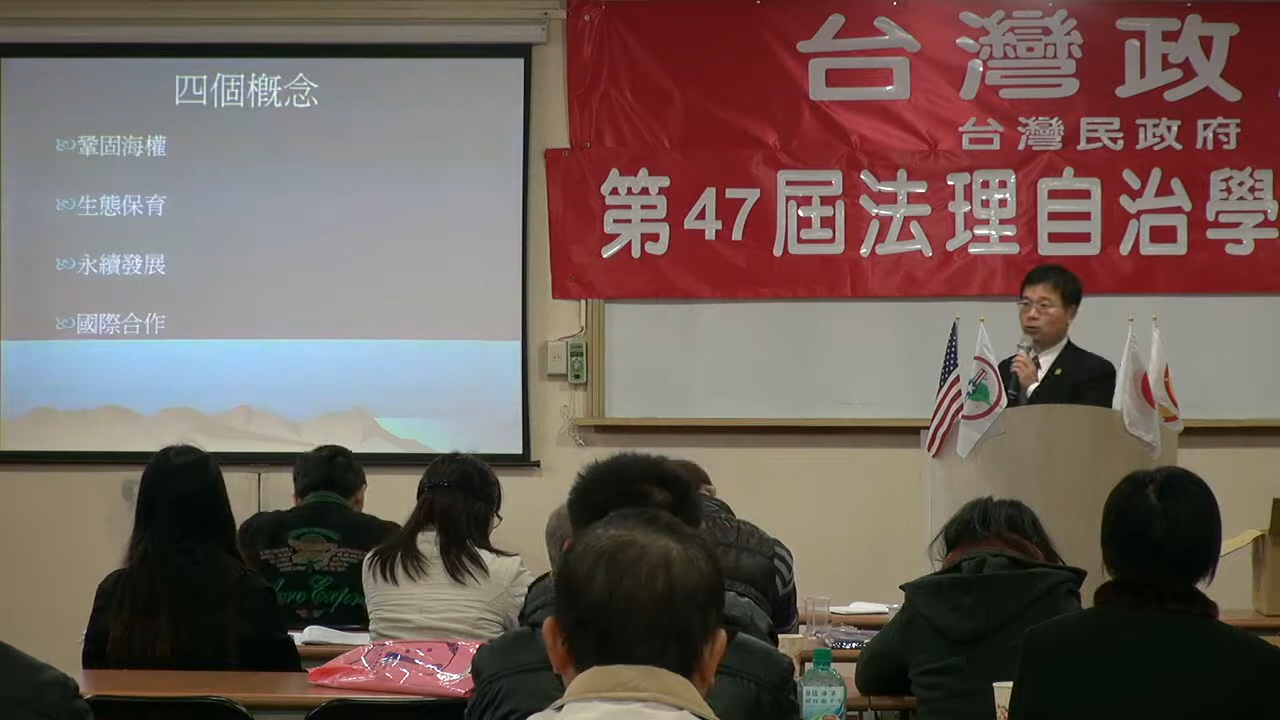 四個概念
鞏固海權
生態保育
永續發展
國際合作
台灣政
台灣民政府
第47屆法理自治學